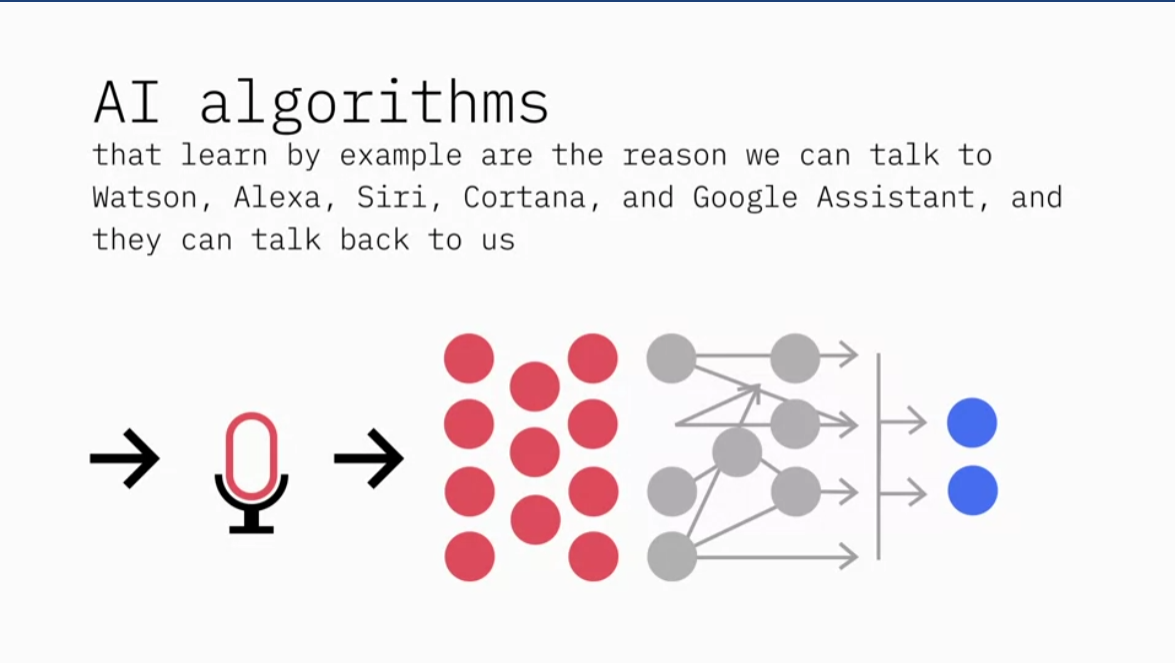 AI algorithms
that learn by example are the reason we can talk to
Watson, Alexa, Siri, Cortana, and Google Assistant, and
they can talk back to us